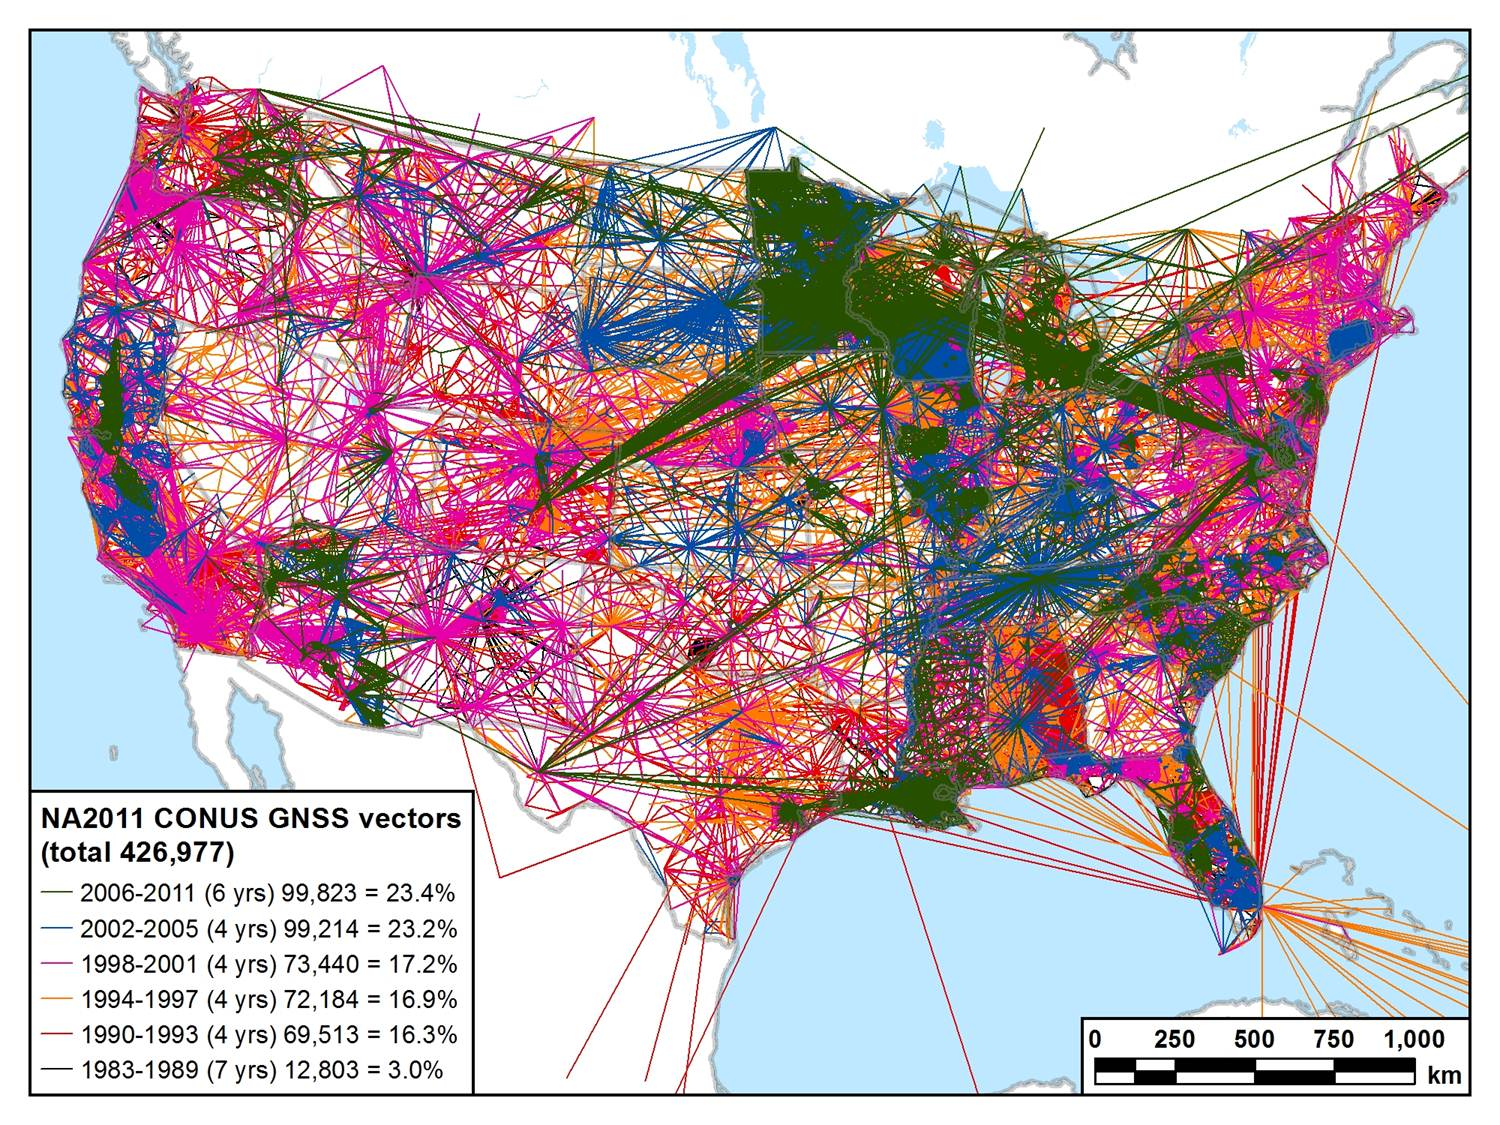 NA2011 CONUS GNSS vectors
(total 426,977)
2006-2011 (6 yrs) 99,823 = 23.4%
2002-2005 (4 yrs) 99,214 = 23.2%
1998-2001 (4 yrs) 73,440 = 17.2%
1994-1997 (4 yrs) 72,184 = 16.9%
1990-1993 (4 yrs) 69,513 = 16.3%
1983-1989 (7 yrs) 12,803 = 3.0%
0 250 500 750 1,000
km